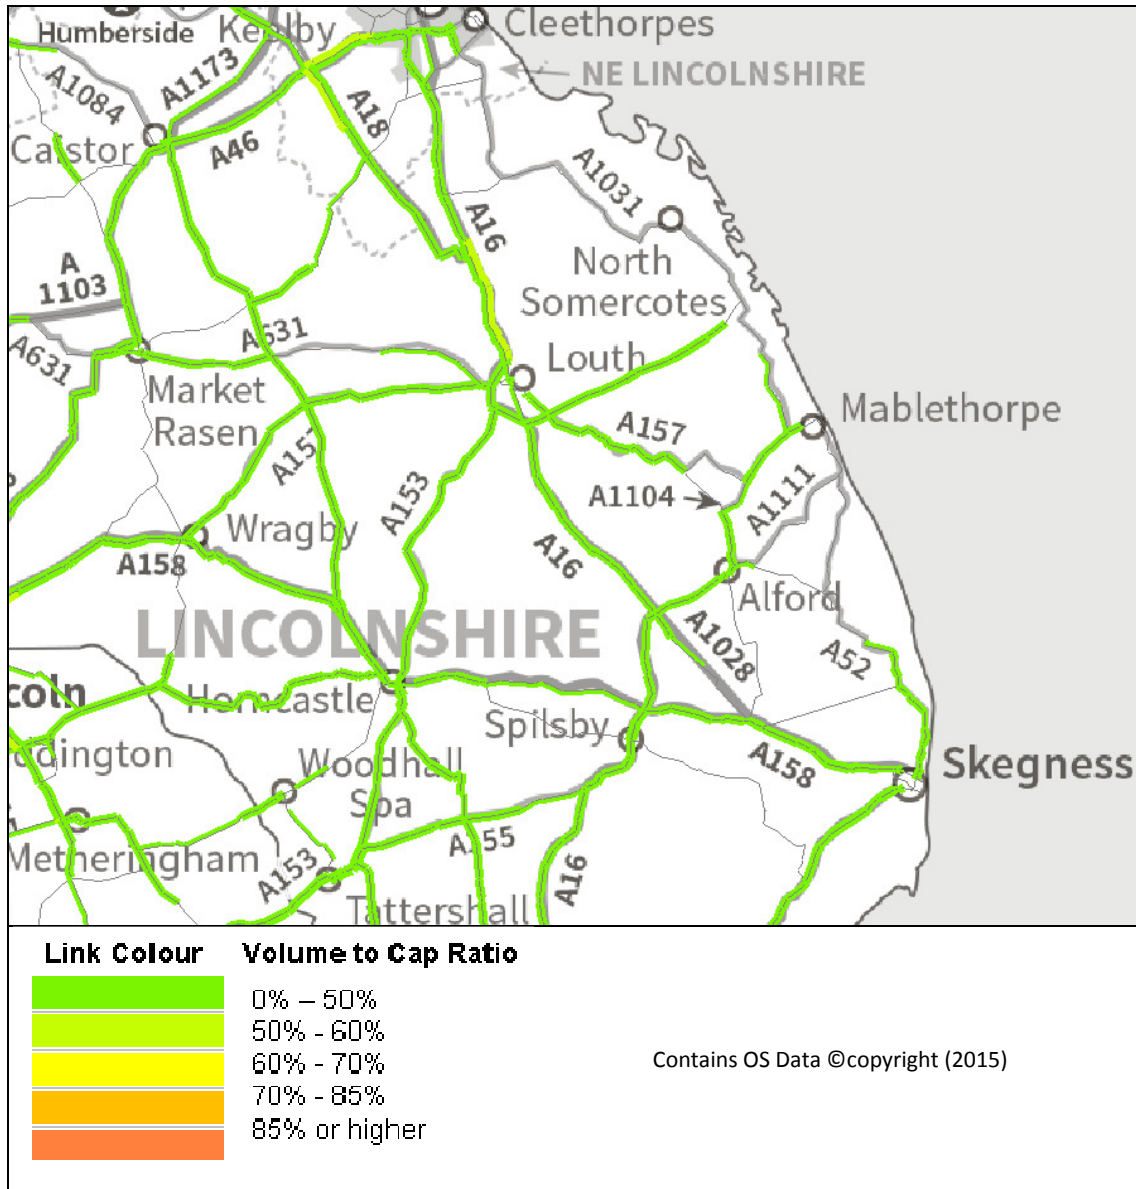 Cleethorpes
Humberside
Keelby
NE LINCOLNSHIRE
A1173
A1084
A18
Caistor
A46
A1031
A16
A
1103
North
Somercotes
A631
A631
Louth
Market
Rasen
Mablethorpe
A157
A157
A153
A1104
A1111
Wragby
A16
A158
Alford
LINCOLNSHIRE
A1028
A52
coln
Horncastle
Spilsby
ddington
Woodhall
Spa
A158
Skegness
A155
Metheringham
A153
A16
Tattershall
Link Colour Volume to Cap Ratio
0% – 50%
50% - 60%
60% - 70%
70% - 85%
85% or higher
Contains OS Data ©copyright (2015)